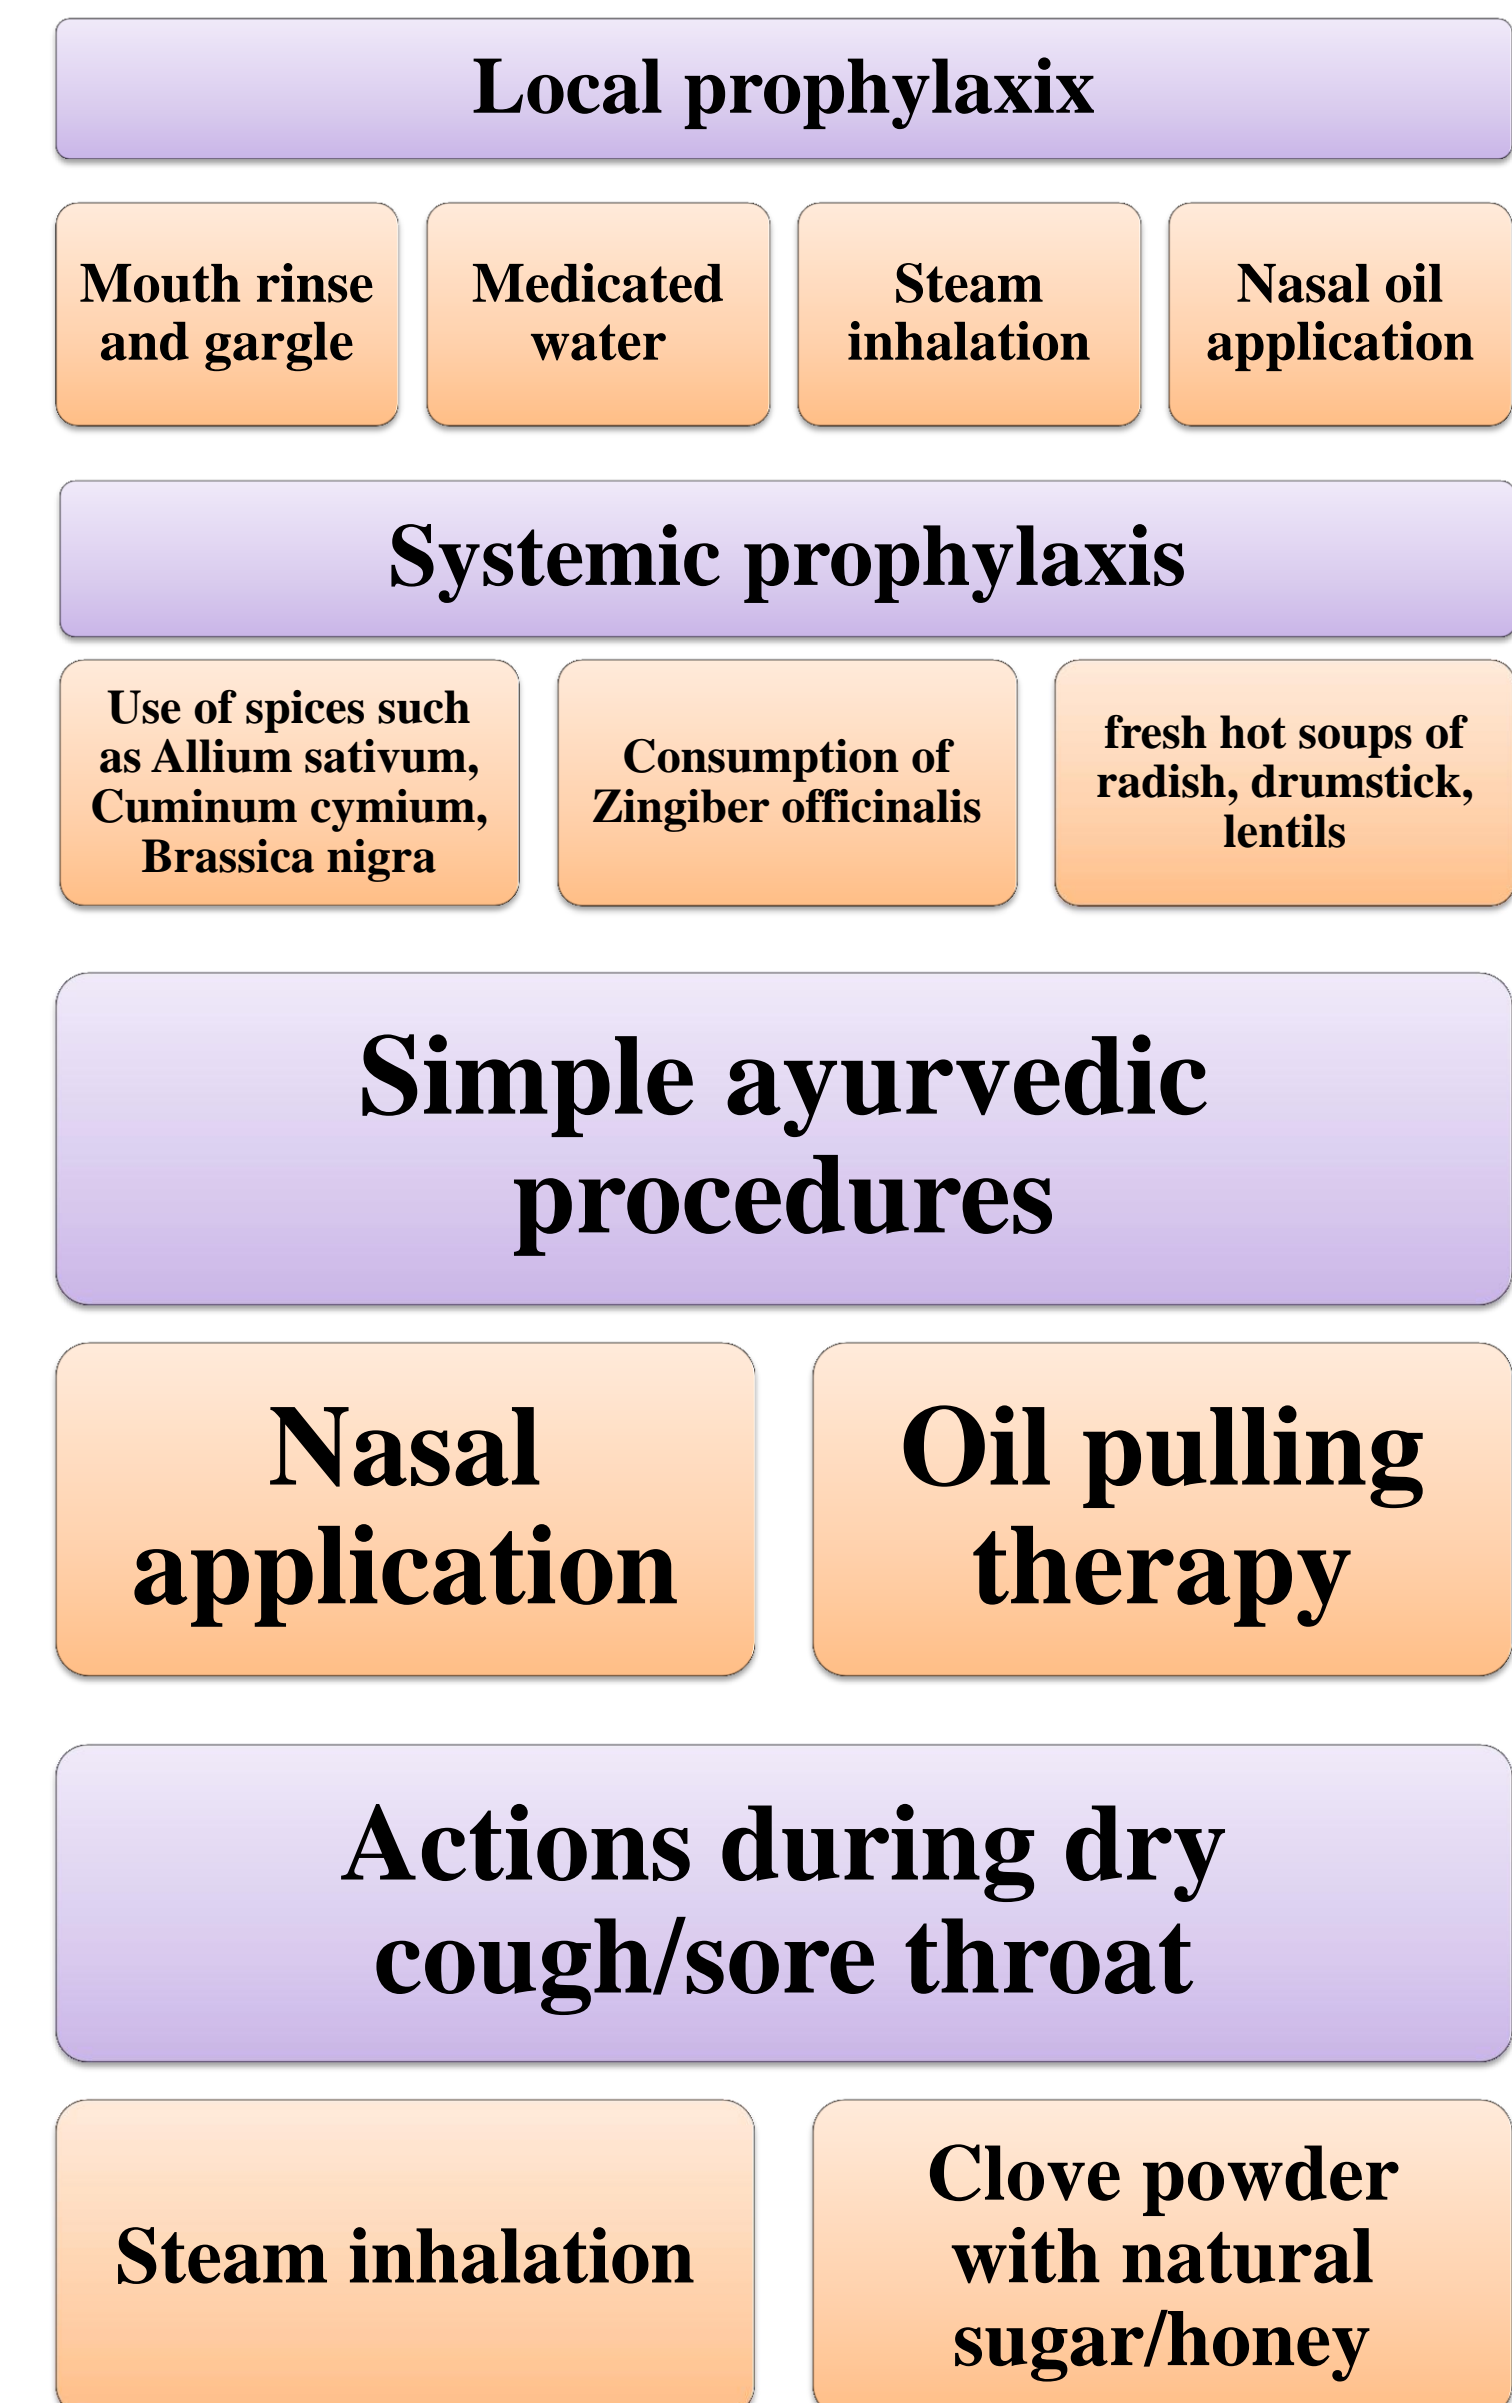 Local prophylaxix
Mouth rinse
and gargle
Medicated
water
Steam
inhalation
Nasal oil
application
Systemic prophylaxis
Use of spices such
as Allium sativum,
Cuminum cymium,
Brassica nigra
Consumption of
Zingiber officinalis
fresh hot soups of
radish, drumstick,
lentils
Simple ayurvedic
procedures
Nasal
application
Oil pulling
therapy
Actions during dry
cough/sore throat
Steam inhalation
Clove powder
with natural
sugar/honey